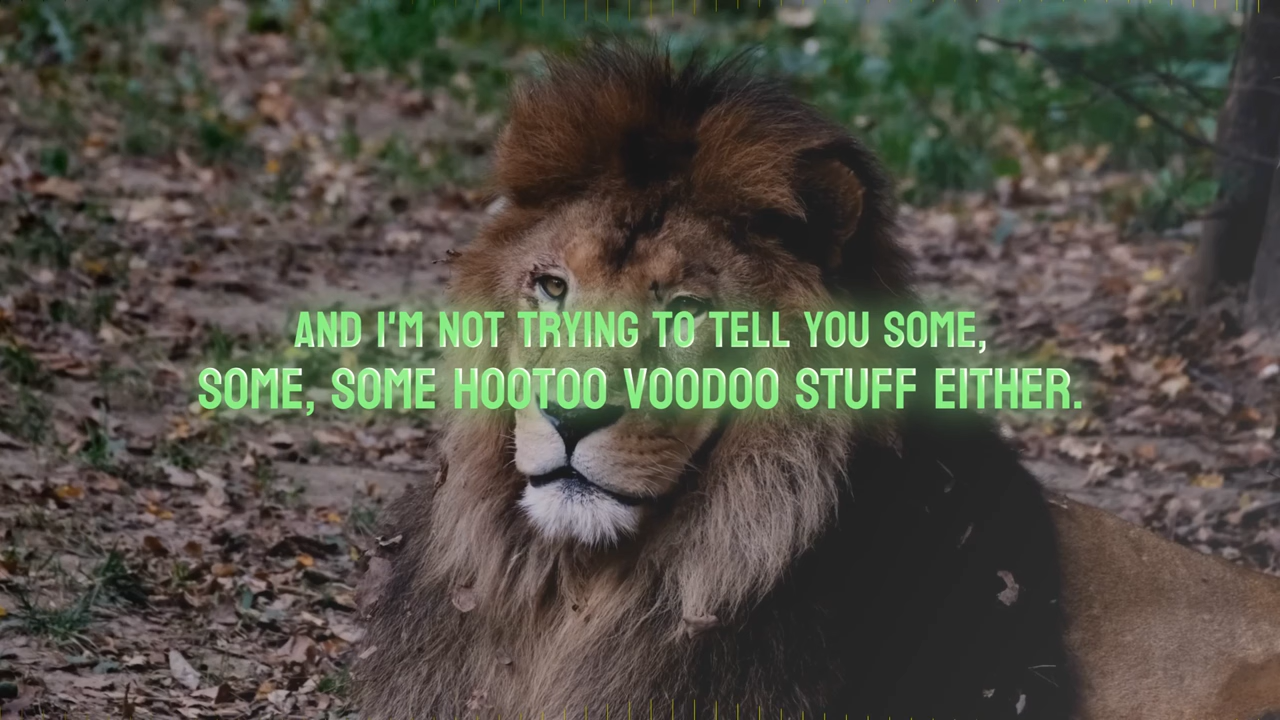 AND I'M NOT TRYING TO TELL YOU SOME,
SOME, SOME HOOTOO VOODOO STUFF EITHER.